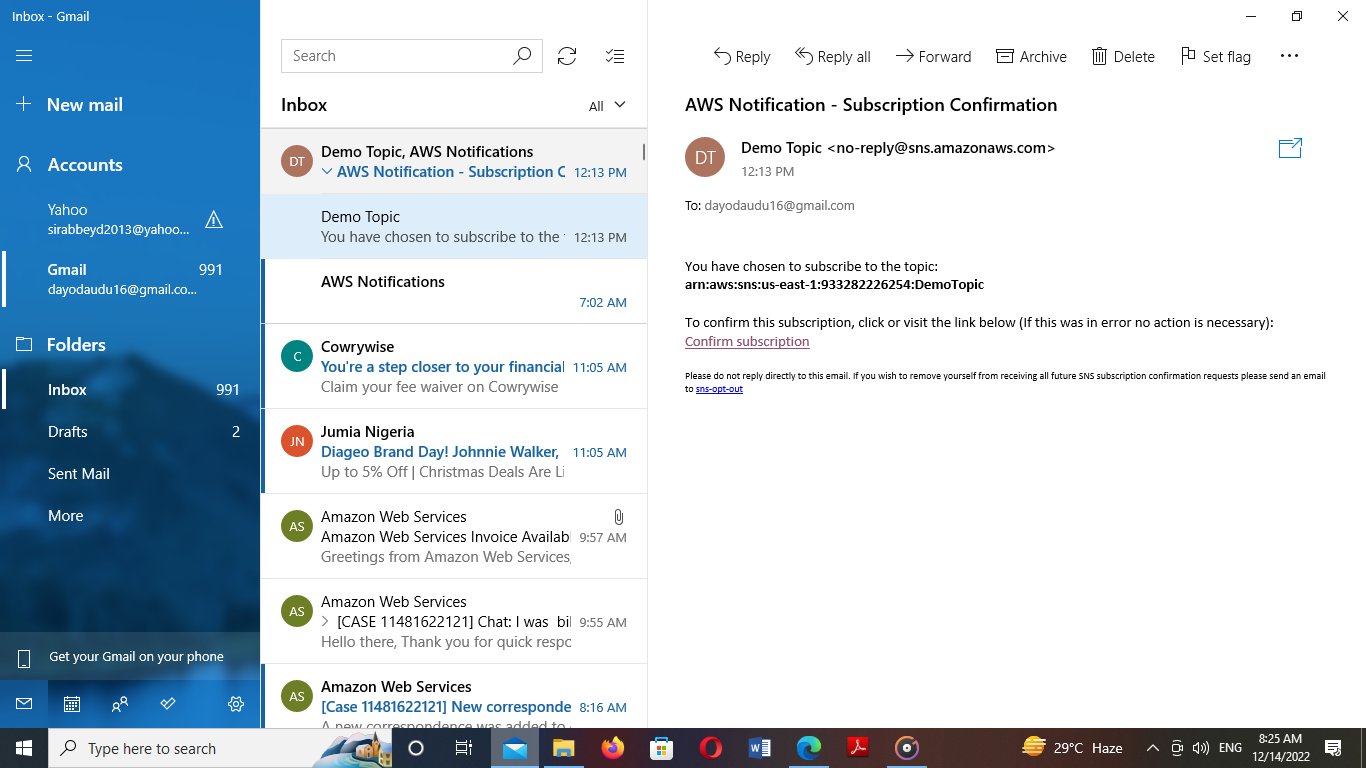 Inbox - Gmail
New mail
Accounts
Yahoo
sirabbeyd2013@yahoo...
Gmail 991
dayodaudu16@gmail.co...
Folders
Inbox 991
Drafts 2
Sent Mail
More
Get your Gmail on your phone
Search
Inbox All
DT Demo Topic, AWS Notifications
AWS Notification - Subscription C 12:13 PM
Demo Topic
You have chosen to subscribe to the 12:13 PM
AWS Notifications
7:02 AM
C Cowrywise
You're a step closer to your financial 11:05 AM
Claim your fee waiver on Cowrywise
JN Jumia Nigeria
Diageo Brand Day! Johnnie Walker, 11:05 AM
Up to 5% Off | Christmas Deals Are Li
AS Amazon Web Services
Amazon Web Services Invoice Availab 9:57 AM
Greetings from Amazon Web Services,
AS Amazon Web Services
[CASE 11481622121] Chat: I was bil 9:55 AM
Hello there, Thank you for quick respo
AS Amazon Web Services
[Case 11481622121] New corresponde 8:16 AM
A new correspondence was added to
Reply Reply all Forward Archive Delete Set flag ...
AWS Notification - Subscription Confirmation
DT Demo Topic <no-reply@sns.amazonaws.com>
12:13 PM
To: dayodaudu16@gmail.com
You have chosen to subscribe to the topic:
arn:aws:sns:us-east-1:933282226254:DemoTopic
To confirm this subscription, click or visit the link below (If this was in error no action is necessary):
Confirm subscription
Please do not reply directly to this email. If you wish to remove yourself from receiving all future SNS subscription confirmation requests please send an email
to sns-opt-out
Type here to search
29°C Haze
ENG
8:25 AM
12/14/2022